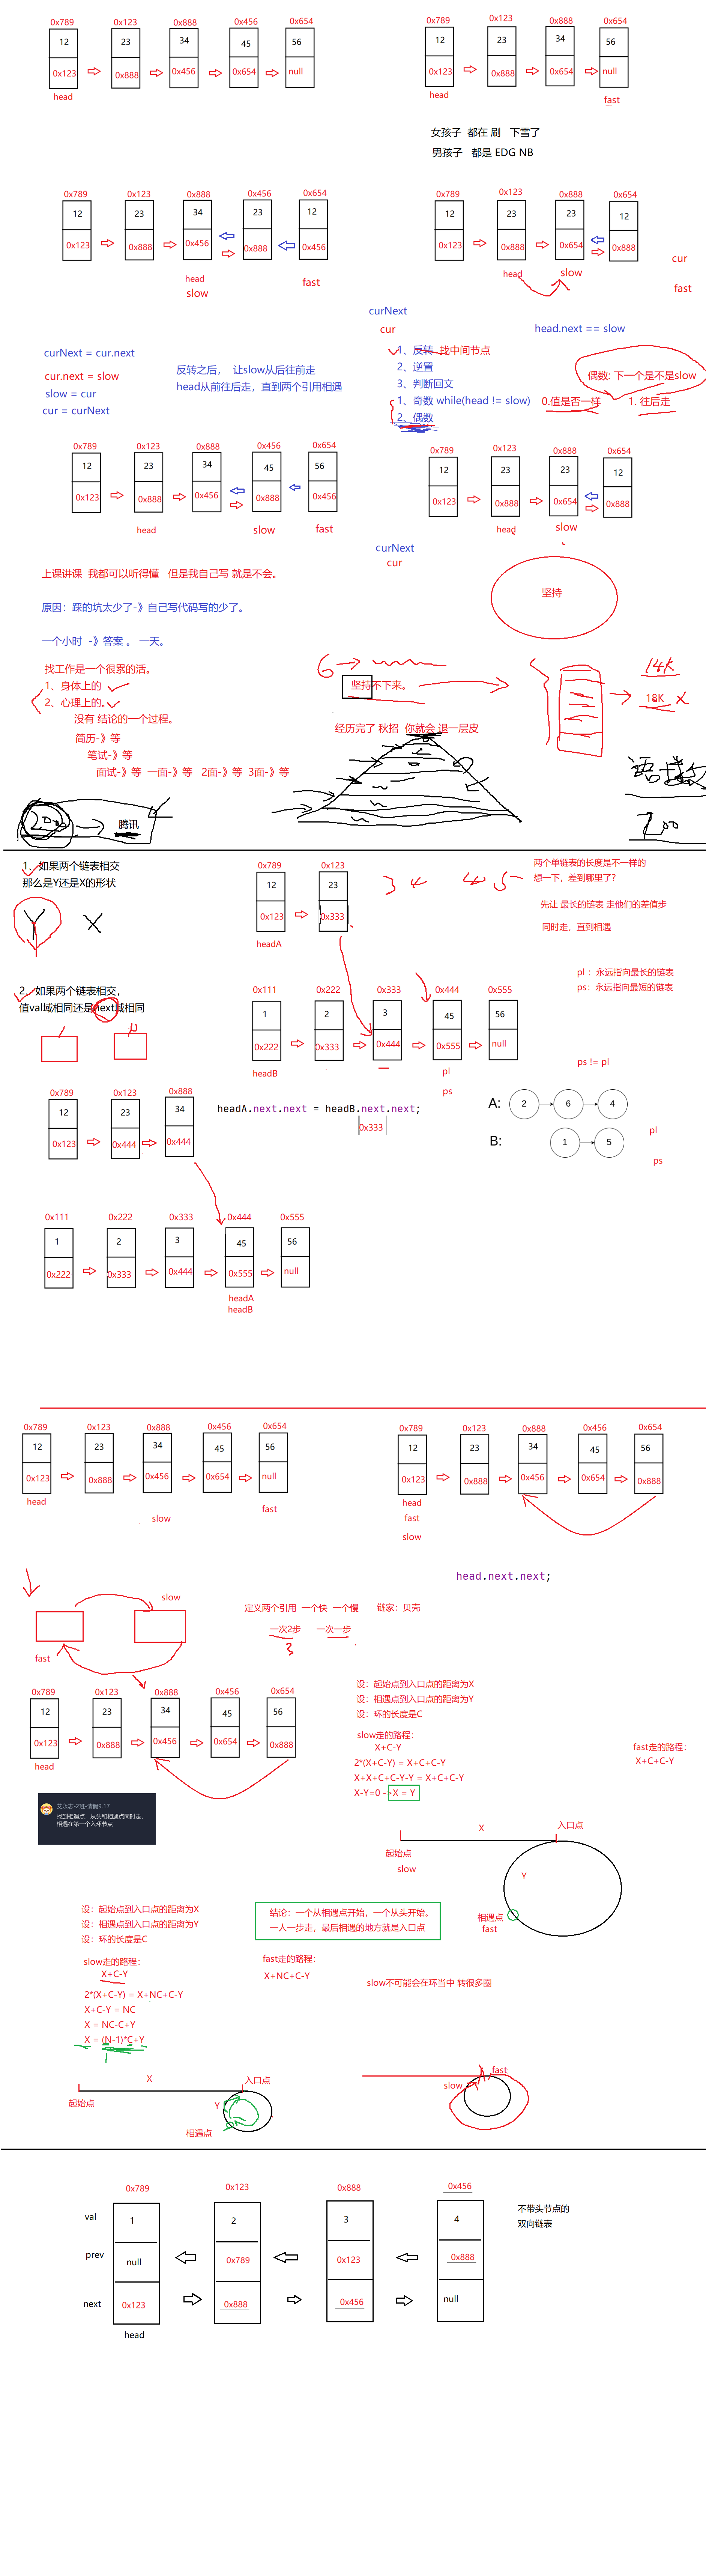 0x789 0x123 0x888 0x456 0x654
12 23 34 45 56
0x123 0x888 0x456 0x654 null
head
0x789 0x123 0x888 0x654
12 23 34 56
0x123 0x888 0x654 null
head
fast
女孩子 都在 刷 下雪了
男孩子 都是 EDG NB
0x789 0x123 0x888 0x456 0x654
12 23 34 23 12
0x123 0x888 0x456 0x888 0x456
head
slow
fast
0x789 0x123 0x888 0x654
12 23 23 12
0x123 0x888 0x654 0x888
head
slow
cur
fast
curNext
cur
head.next == slow
curNext = cur.next
cur.next = slow
slow = cur
cur = curNext
反转之后， 让slow从后往前走
head从前往后走，直到两个引用相遇
1、反转 找中间节点
2、逆置
3、判断回文
1、奇数 while(head != slow)
2、偶数
偶数: 下一个是不是slow
0.值是否一样
1. 往后走
0x789 0x123 0x888 0x456 0x654
12 23 34 45 56
0x123 0x888 0x456 0x888 0x456
head
slow
fast
0x789 0x123 0x888 0x654
12 23 23 12
0x123 0x888 0x654 0x888
head
slow
curNext
cur
上课讲课 我都可以听得懂 但是我自己写 就是不会。
原因：踩的坑太少了-》自己写代码写的少了。
一个小时 -》答案 。 一天。
坚持
找工作是一个很累的活。
1、身体上的
2、心理上的。
没有 结论的一个过程。
简历-》等
笔试-》等
面试-》等 一面-》等 2面-》等 3面-》等
6
坚持不下来。
经历完了 秋招 你就会 退一层皮
14K
18K X
2000
腾讯
200
1、如果两个链表相交
那么是Y还是X的形状
Y X
0x789 0x123
12 23
0x123 0x333
headA
3 4 4 5
两个单链表的长度是不一样的
想一下，差到哪里了?
先让 最长的链表 走他们的差值步
同时走，直到相遇
pl ：永远指向最长的链表
ps：永远指向最短的链表
2、如果两个链表相交，
值val域相同还是next域相同
0x111 0x222 0x333 0x444 0x555
1 2 3 45 56
0x222 0x333 0x444 0x555 null
headB
pl
ps
ps != pl
0x789 0x123 0x888
12 23 34
0x123 0x444 0x444
headA.next.next = headB.next.next;
0x333
A: 2 6 4
B: 1 5
pl
ps
0x111 0x222 0x333 0x444 0x555
1 2 3 45 56
0x222 0x333 0x444 0x555 null
headA
headB
0x789 0x123 0x888 0x456 0x654
12 23 34 45 56
0x123 0x888 0x456 0x654 null
head
slow
fast
0x789 0x123 0x888 0x456 0x654
12 23 34 45 56
0x123 0x888 0x456 0x654 0x888
head
fast
slow
head.next.next;
slow
fast
定义两个引用 一个快 一个慢 链家：贝壳
一次2步 一次一步
3
0x789 0x123 0x888 0x456 0x654
12 23 34 45 56
0x123 0x888 0x456 0x654 0x888
head
设：起始点到入口点的距离为X
设：相遇点到入口点的距离为Y
设：环的长度是C
slow走的路程：
X+C-Y
2*(X+C-Y) = X+C+C-Y
X+X+C+C-Y-Y = X+C+C-Y
X-Y=0 -->X = Y
fast走的路程：
X+C+C-Y
找到相遇点，从头和相遇点同时走，
相遇在第一个入环节点
X
入口点
起始点
slow
Y
相遇点
fast
设：起始点到入口点的距离为X
设：相遇点到入口点的距离为Y
设：环的长度是C
slow走的路程：
X+C-Y
2*(X+C-Y) = X+NC+C-Y
X+C-Y = NC
X = NC-C+Y
X = (N-1)*C+Y
1
结论：一个从相遇点开始，一个从头开始。
一人一步走，最后相遇的地方就是入口点
fast走的路程：
X+NC+C-Y
slow不可能会在环当中 转很多圈
X
入口点
起始点
Y
相遇点
fast
slow
0x789 0x123 0x888 0x456
val 1 2 3 4
prev null 0x789 0x123 0x888
next 0x123 0x888 0x456 null
head
不带头节点的
双向链表